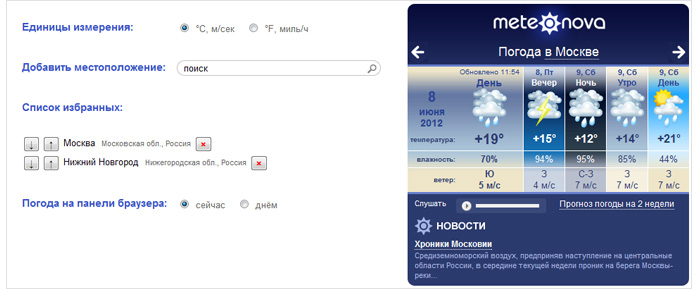 Единицы измерения:
°C, м/сек
°F, миль/ч
Добавить местоположение:
поиск
Список избранных:
↓ ↑ Москва Московская обл., Россия ×
↓ ↑ Нижний Новгород Нижегородская обл., Россия ×
Погода на панели браузера:
сейчас
днём
meteonova
Погода в Москве
Обновлено 11:54 8, Пт 9, Сб 9, Сб 9, Сб
День Вечер Ночь Утро День
8
июня
2012
температура: +19° +15° +12° +14° +21°
влажность: 70% 94% 95% 85% 44%
ветер: Ю З С-З З З
5 м/с 4 м/с 7 м/с 7 м/с 7 м/с
Слушать
Прогноз погоды на 2 недели
НОВОСТИ
Хроники Московии
Средиземноморский воздух, предприняв наступление на центральные
области России, в середине текущей недели проник на берега Москвы-
реки...